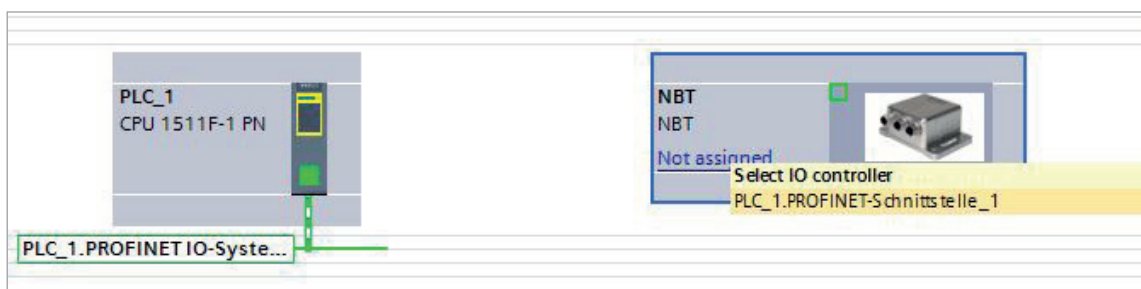 PLC_1
CPU 1511F-1 PN
NBT
NBT
Not assigned
Select IO controller
PLC_1.PROFINET-Schnittstelle_1
PLC_1.PROFINET IO-Syste...